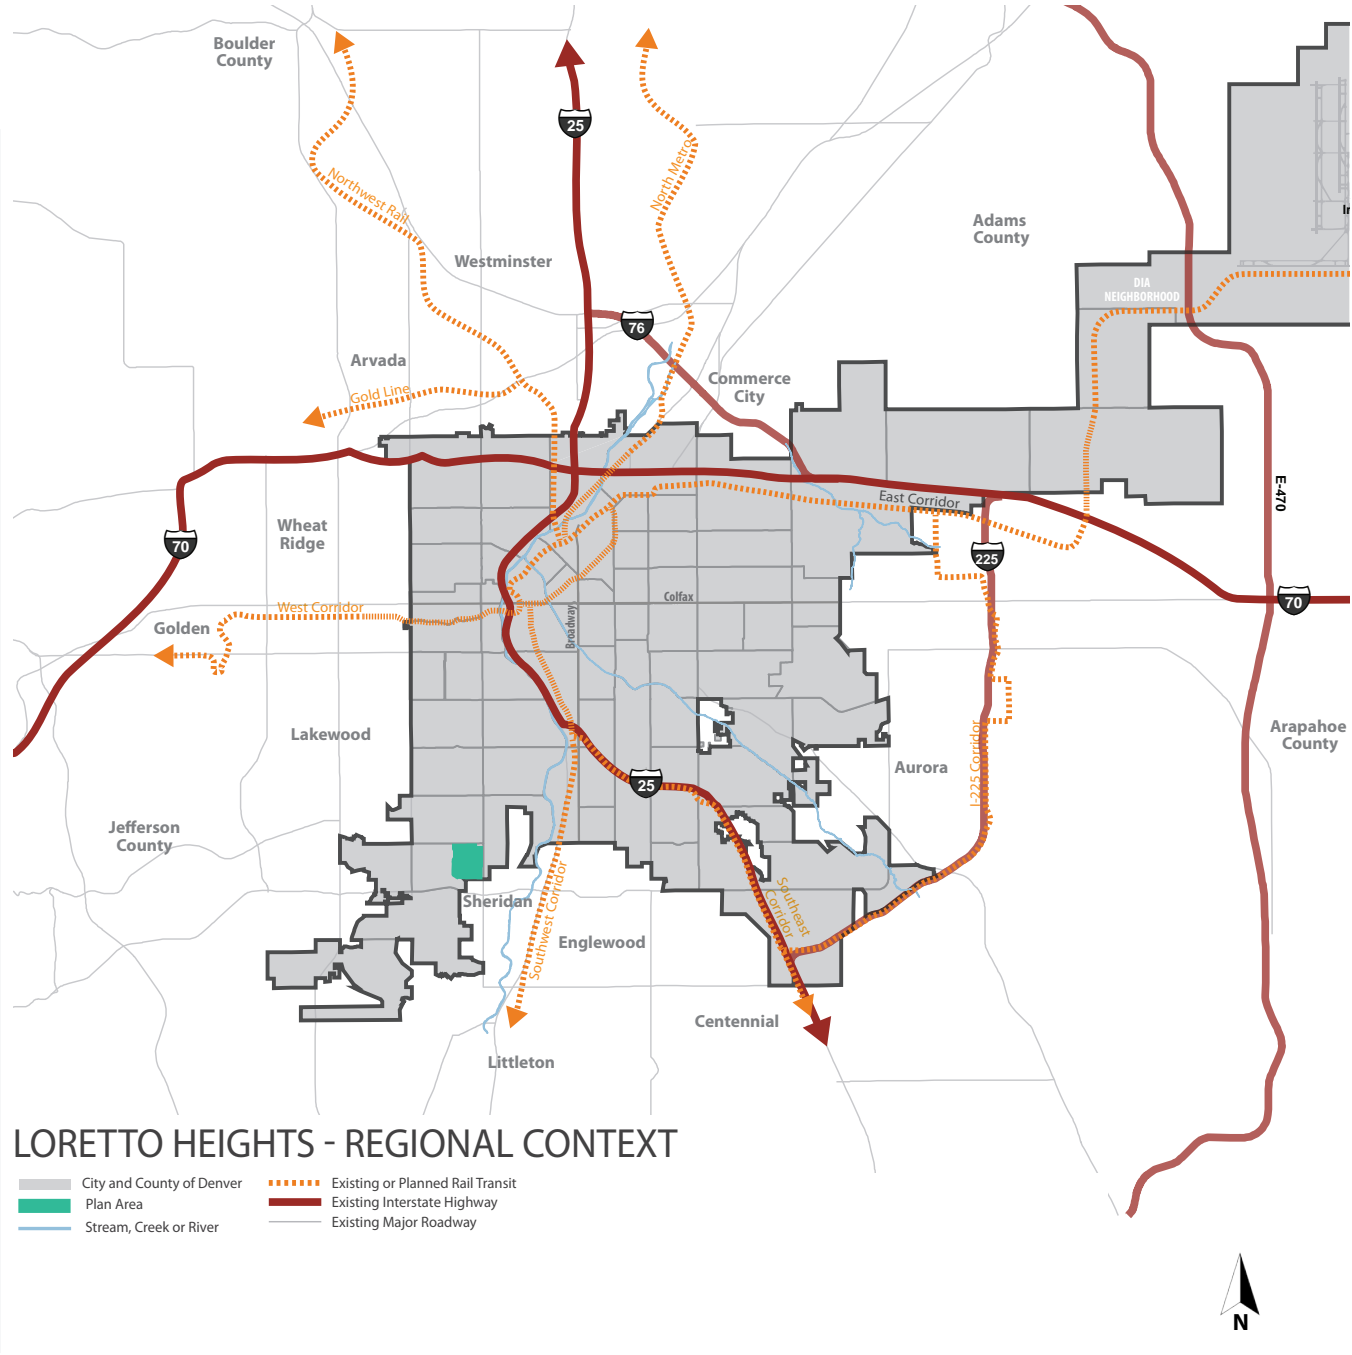 Boulder
County
25
North Metro
Northwest Rail
Adams
County
Westminster
DIA
NEIGHBORHOOD
76
Arvada
Commerce
City
Gold Line
East Corridor
E-470
Wheat
Ridge
70
225
Colfax
70
West Corridor
Broadway
Golden
Lakewood
Arapahoe
County
Aurora
I-225 Corridor
25
Jefferson
County
Sheridan
Southwest Corridor
Southeast
Corridor
Englewood
Centennial
Littleton
LORETTO HEIGHTS - REGIONAL CONTEXT
City and County of Denver
Existing or Planned Rail Transit
Plan Area
Existing Interstate Highway
Stream, Creek or River
Existing Major Roadway
N